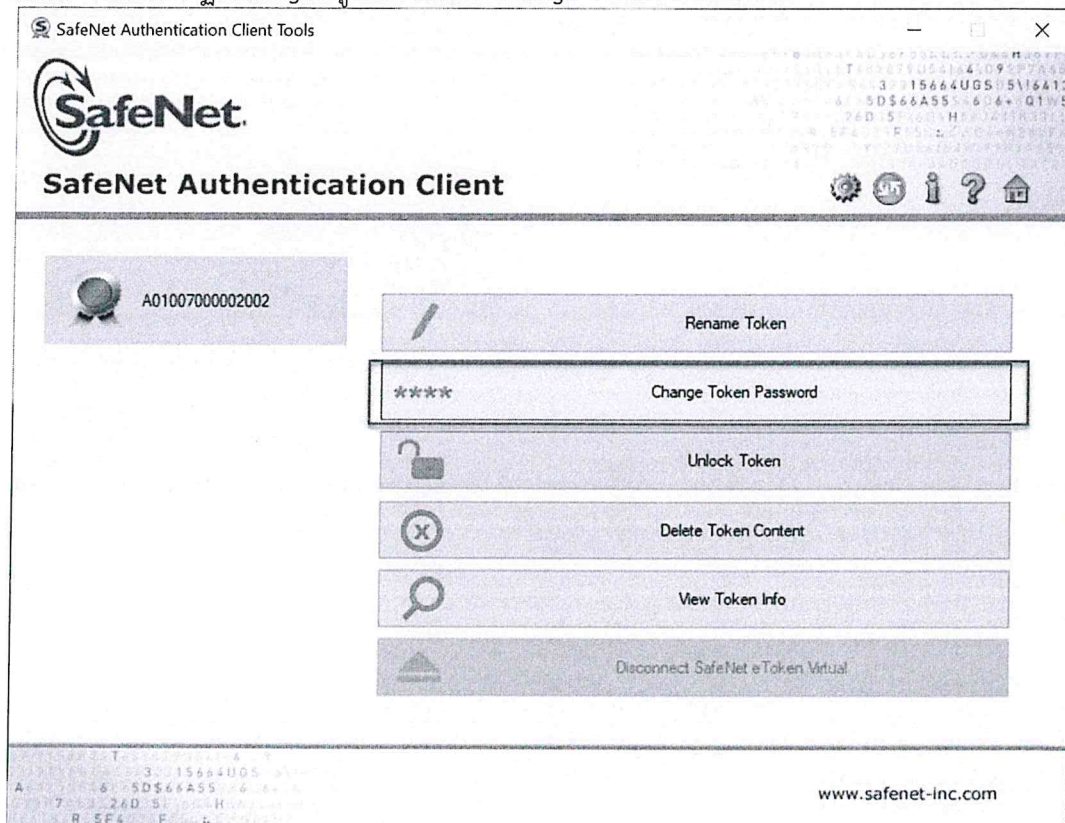 SafeNet Authentication Client Tools
SafeNet.
SafeNet Authentication Client
A01007000002002
Rename Token
**** Change Token Password
Unlock Token
Delete Token Content
View Token Info
Disconnect SafeNet eToken Virtual
www.safenet-inc.com